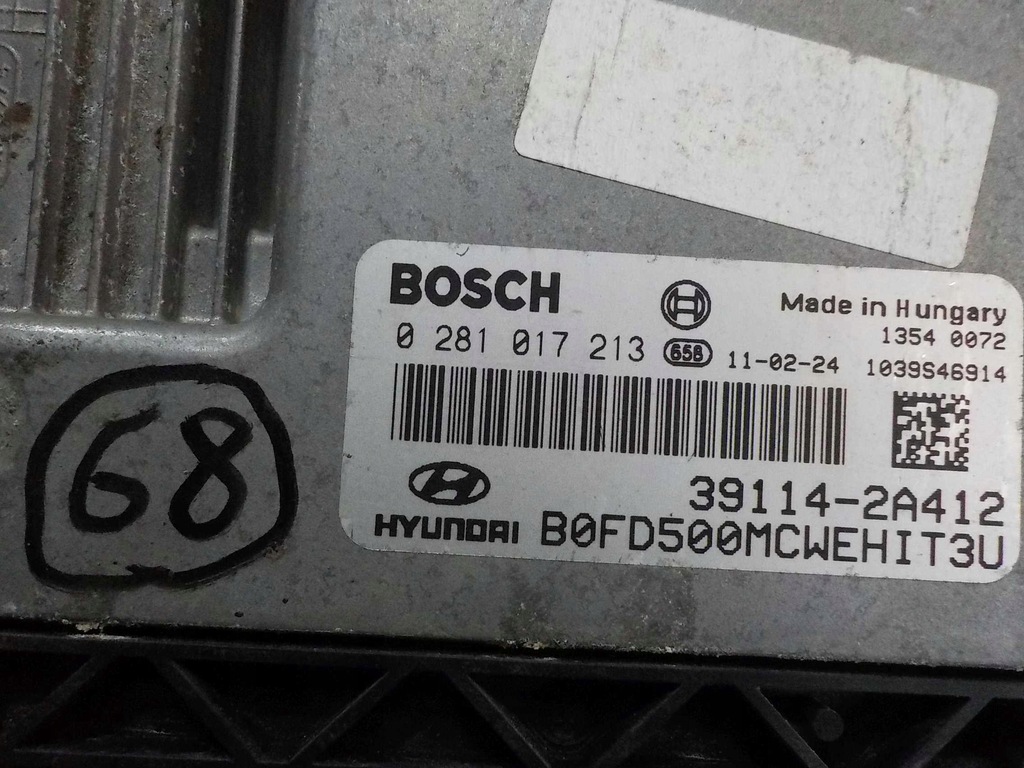 BOSCH
Made in Hungary
0 281 017 213
658
11-02-24
1354 0072
1039S46914
39114-2A412
HYUNDAI
B0FD500MCWEHIT3U
68